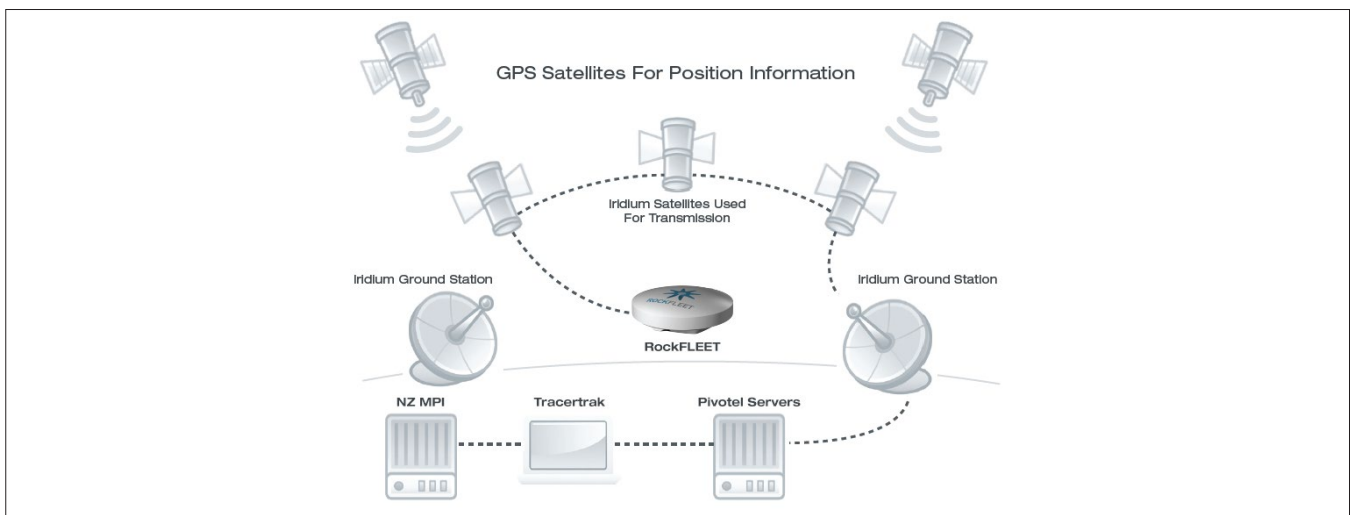 GPS Satellites For Position Information
Iridium Satellites Used
For Transmission
Iridium Ground Station
Iridium Ground Station
ROCKFLEET
RockFLEET
NZ MPI
Tracertrak
Pivotel Servers